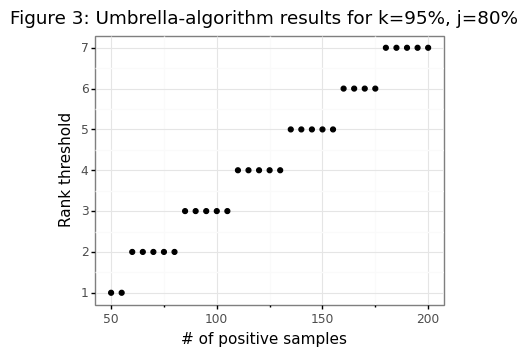 Figure 3: Umbrella-algorithm results for k=95%, j=80%
7
6
5
4
3
2
1
Rank threshold
50 100 150 200
# of positive samples